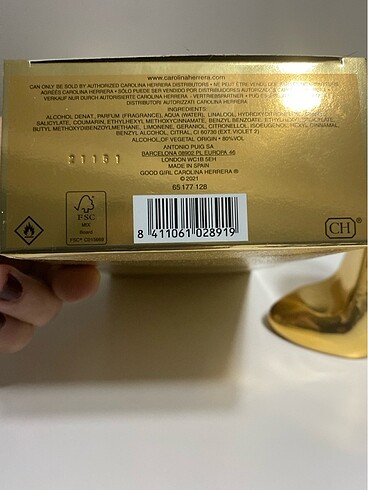 www.carolinaherrera.com
CAN ONLY BE SOLD BY AUTHORIZED CAROLINA HERRERA DISTRIBUTORS • NE PEUT ÊTRE VENDU
AGRÉÉS CAROLINA HERRERA • SÓLO PUEDE SER VENDIDO POR DISTRIBUIDORES AUTORIZADOS
VERKAUF NUR DURCH AUTORISIERTE CAROLINA HERRERA - VERTRIEBSPARTNER •
DISTRIBUTORI AUTORIZZATI CAROLINA HERRERA
INGREDIENTS:
ALCOHOL DENAT., PARFUM (FRAGRANCE), AQUA (WATER), LINALOOL,
SALICYLATE, COUMARIN, ETHYLHEXYL METHOXYCINNAMATE, BENZYL BENZOATE,
BUTYL METHOXYDIBENZOYLMETHANE, LIMONENE, GERANIOL, CITRONELLOL, ISOEUGENOL,
BENZYL ALCOHOL, CITRAL, CI 60730 (EXT. VIOLET 2)
ALCOHOL OF VEGETAL ORIGIN • 80%VOL
21151
ANTONIO PUIG SA
BARCELONA 08902 PL EUROPA 46
LONDON WC1B 5EH
MADE IN SPAIN
GOOD GIRL CAROLINA HERRERA ®
© 2021
65177128
FSC
MIX
Board
8 411061 028919
CH®